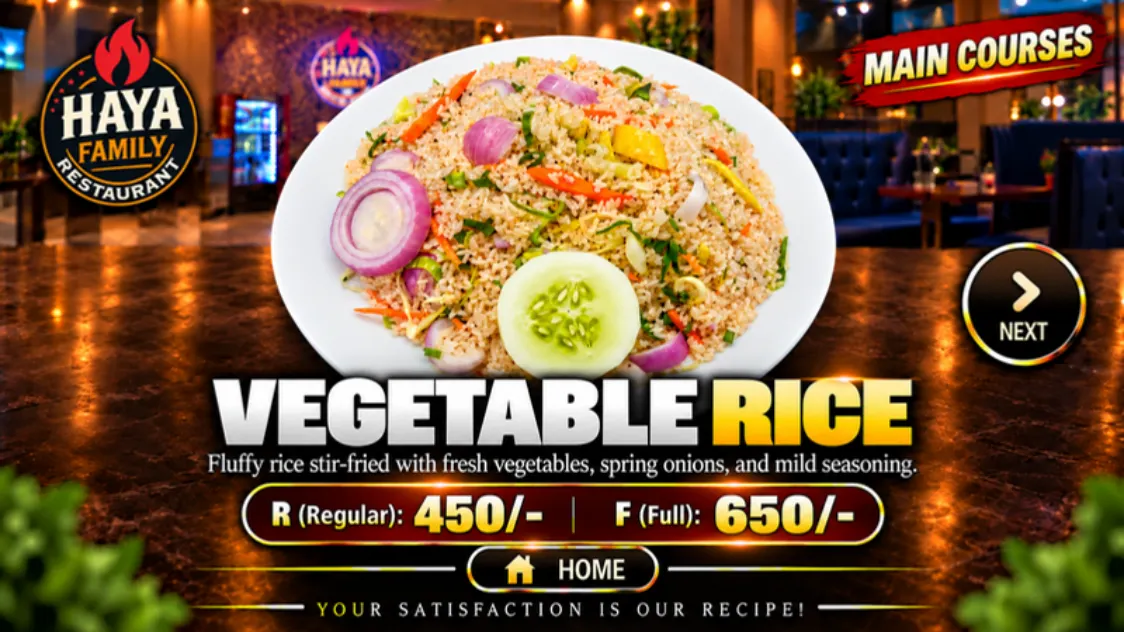 HAYA
FAMILY
RESTAURANT
HAYA
MAIN COURSES
NEXT
VEGETABLE RICE
Fluffy rice stir-fried with fresh vegetables, spring onions, and mild seasoning.
R (Regular): 450/- | F (Full): 650/-
HOME
YOUR SATISFACTION IS OUR RECIPE!